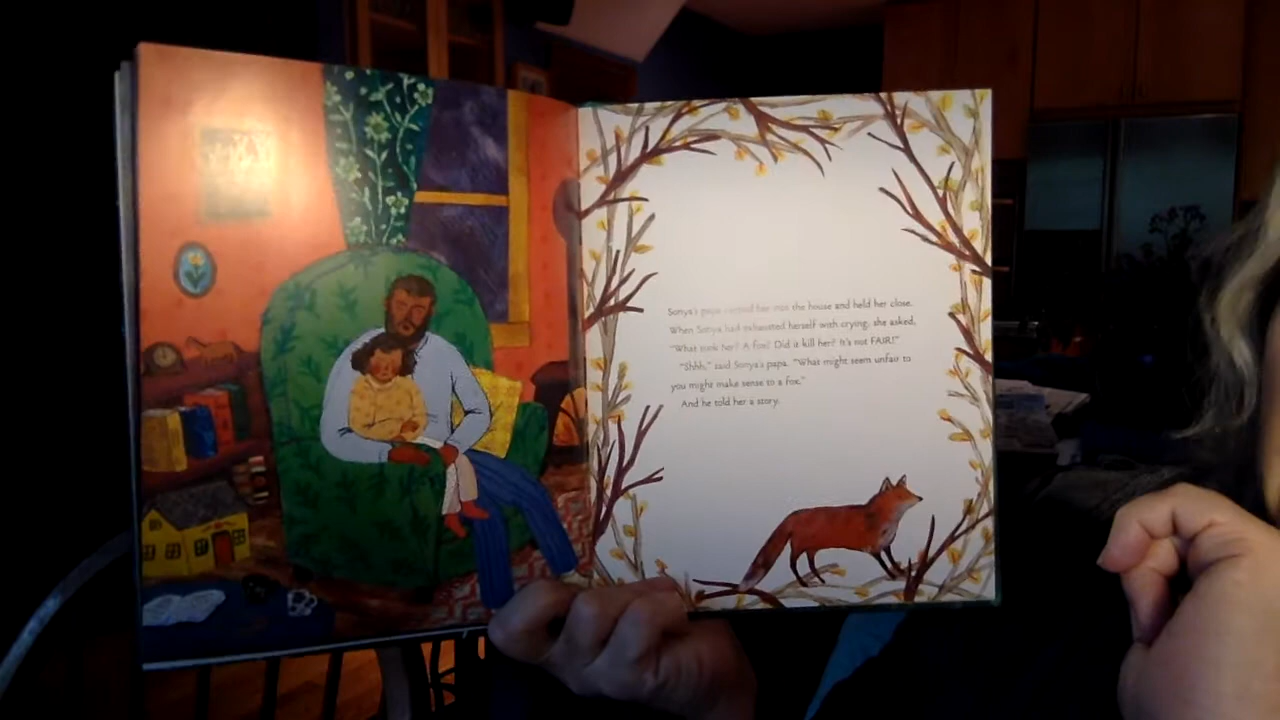 Sonya's papa carried her into the house and held her close.
When Sonya had exhausted herself with crying, she asked,
"What took her? A fox? Did it kill her? It's not FAIR!"
"Shhh," said Sonya's papa. "What might seem unfair to
you might make sense to a fox."
And he told her a story.